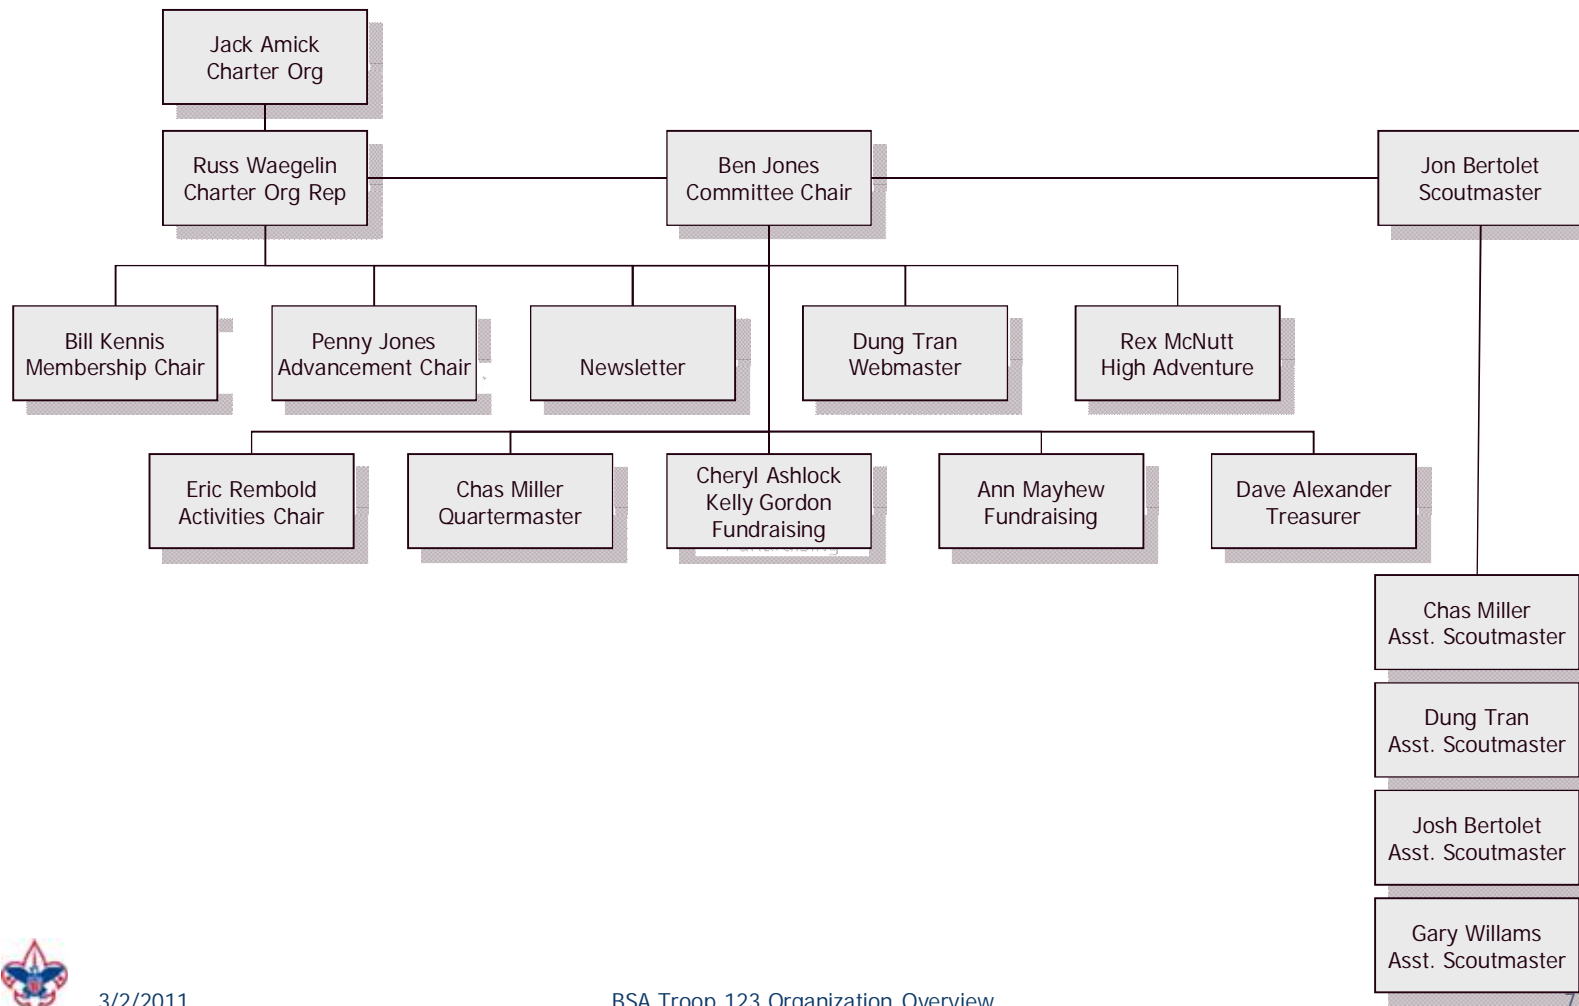 Jack Amick
Charter Org
Russ Waegelin
Charter Org Rep
Ben Jones
Committee Chair
Jon Bertolet
Scoutmaster
Bill Kennis
Membership Chair
Penny Jones
Advancement Chair
Newsletter
Dung Tran
Webmaster
Rex McNutt
High Adventure
Eric Rembold
Activities Chair
Chas Miller
Quartermaster
Cheryl Ashlock
Kelly Gordon
Fundraising
Ann Mayhew
Fundraising
Dave Alexander
Treasurer
Chas Miller
Asst. Scoutmaster
Dung Tran
Asst. Scoutmaster
Josh Bertolet
Asst. Scoutmaster
Gary Willams
Asst. Scoutmaster
3/2/2011
BSA Troop 123 Organization Overview
7